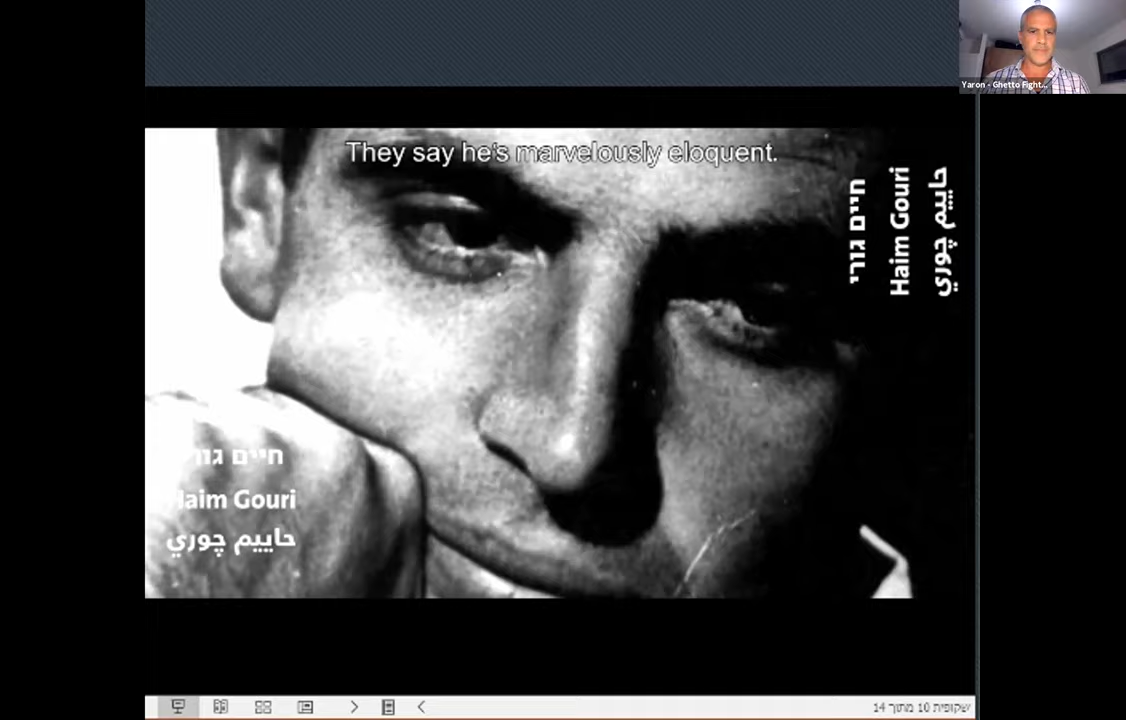 Yaron - Ghetto Fight...
They say he's marvelously eloquent.
חיים גורי
Haim Gouri
حاييم چوري
חיים
Haim Gouri
حاييم چوري
שקופית 10 מתוך 14